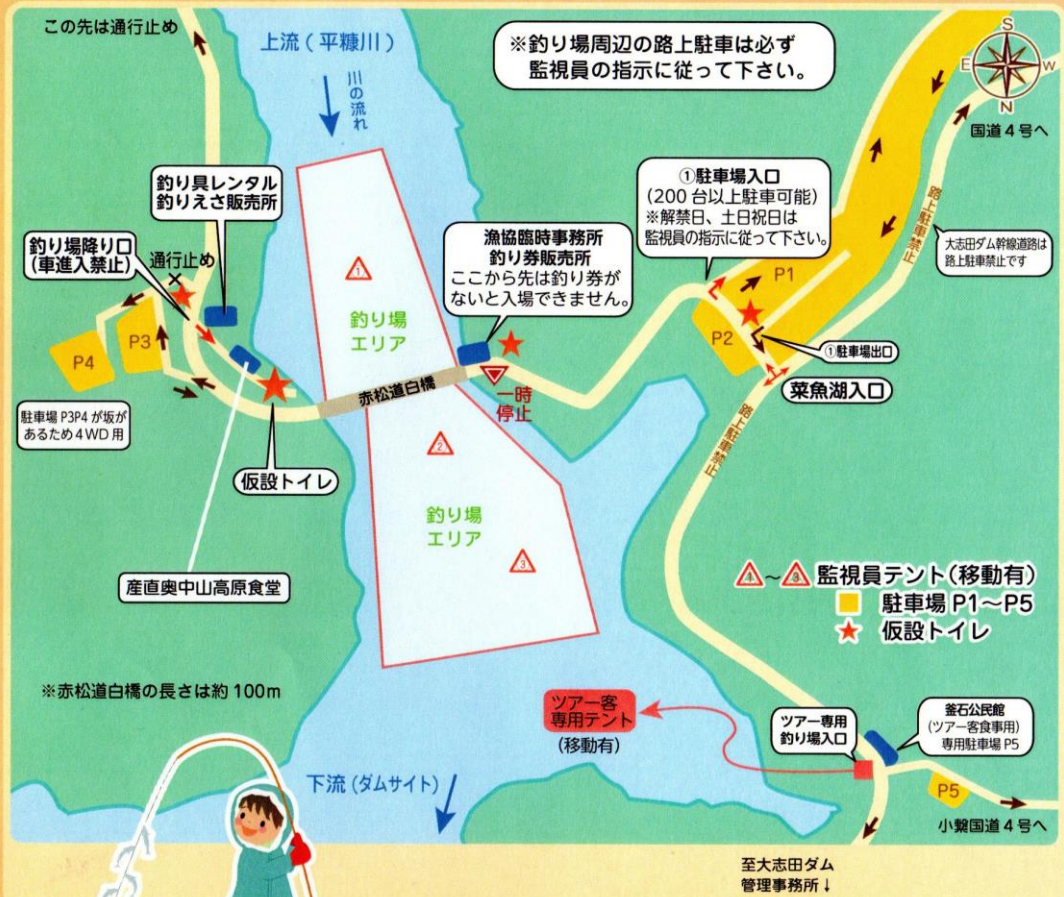 この先は通行止め
上流(平糠川)
川の流れ
※釣り場周辺の路上駐車は必ず
監視員の指示に従って下さい。
S
E
W
N
国道4号へ
釣り具レンタル
釣りえさ販売所
釣り場降り口
(車進入禁止)
通行止め
①駐車場入口
(200台以上駐車可能)
※解禁日、土日祝日は
監視員の指示に従って下さい。
漁協臨時事務所
釣り券販売所
ここから先は釣り券が
ないと入場できません。
路上駐車禁止
大志田ダム幹線道路は
路上駐車禁止です
1
釣り場
エリア
P1
P2
①駐車場出口
菜魚湖入口
P3
P4
駐車場P3P4が坂が
あるため4WD用
赤松道白橋
一時
停止
仮設トイレ
2
釣り場
エリア
3
路上駐車禁止
産直奥中山高原食堂
1~3監視員テント(移動有)
駐車場P1~P5
仮設トイレ
※赤松道白橋の長さは約100m
ツアー客
専用テント
(移動有)
ツアー専用
釣り場入口
釜石公民館
(ツアー客食事用)
専用駐車場P5
P5
下流(ダムサイト)
小繋国道4号へ
至大志田ダム
管理事務所↓